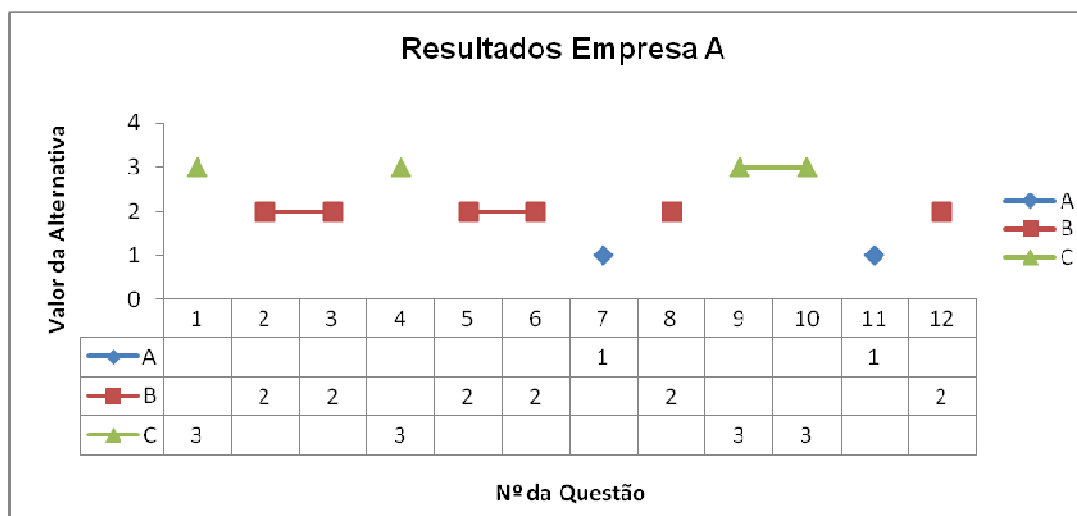 Resultados Empresa A
Valor da Alternativa
4
3
2
1
0
A
B
C
1 2 3 4 5 6 7 8 9 10 11 12
A 1 1
B 2 2 2 2 2 2
C 3 3 3 3
Nº da Questão